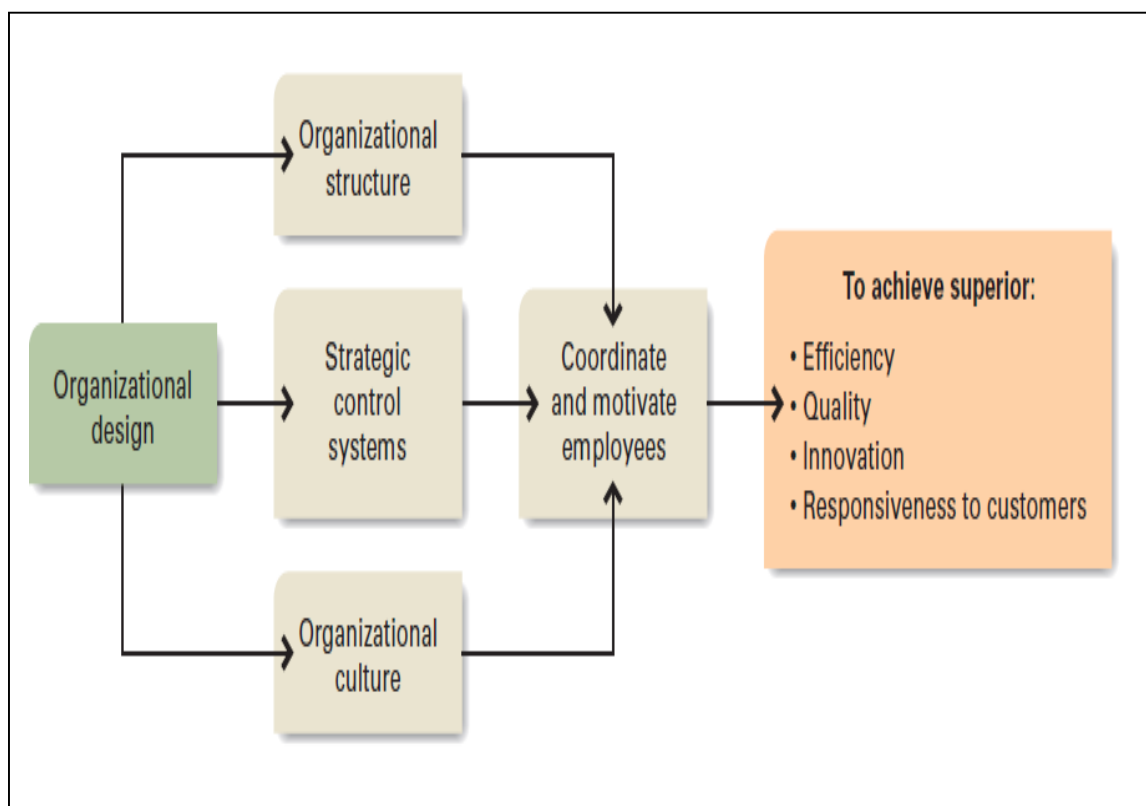 Organizational
structure
Organizational
design
Strategic
control
systems
Organizational
culture
Coordinate
and motivate
employees
To achieve superior:
• Efficiency
• Quality
• Innovation
• Responsiveness to customers